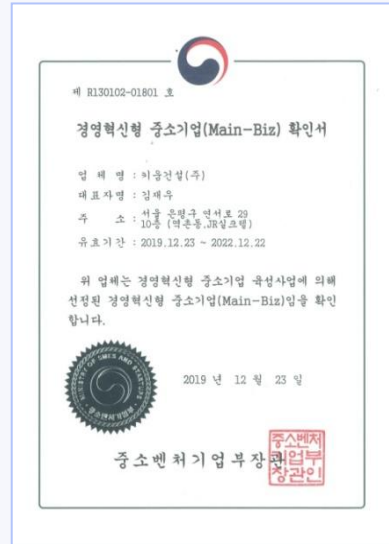 제 R130102-01801 호
경영혁신형 중소기업(Main-Biz) 확인서
업 체 명 : 키움건설(주)
대표자명 : 김재우
주 소 : 서울 은평구 연서로 29
10층 (역촌동,JR실크빌)
유효기간 : 2019.12.23 ~ 2022.12.22
위 업체는 경영혁신형 중소기업 육성사업에 의해
선정된 경영혁신형 중소기업(Main-Biz)임을 확인
합니다.
2019 년 12 월 23 일
중소벤처기업부장관
중소벤처
기업부
장관인